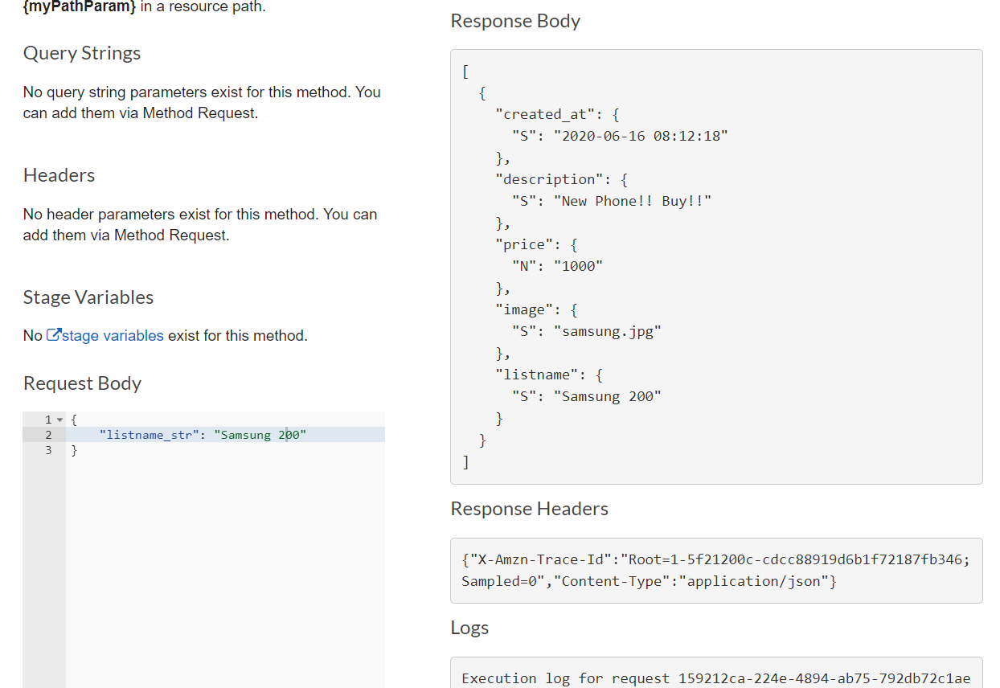 {myPathParam} in a resource path.
Query Strings
No query string parameters exist for this method. You
can add them via Method Request.
Headers
No header parameters exist for this method. You can
add them via Method Request.
Stage Variables
No stage variables exist for this method.
Request Body
1 {
2 "listname_str": "Samsung 200"
3 }
Response Body
[
{
"created_at": {
"S": "2020-06-16 08:12:18"
},
"description": {
"S": "New Phone!! Buy!!"
},
"price": {
"N": "1000"
},
"image": {
"S": "samsung.jpg"
},
"listname": {
"S": "Samsung 200"
}
}
]
Response Headers
{"X-Amzn-Trace-Id":"Root=1-5f21200c-cdcc88919d6b1f72187fb346;
Sampled=0","Content-Type":"application/json"}
Logs
Execution log for request 159212ca-224e-4894-ab75-792db72c1ae